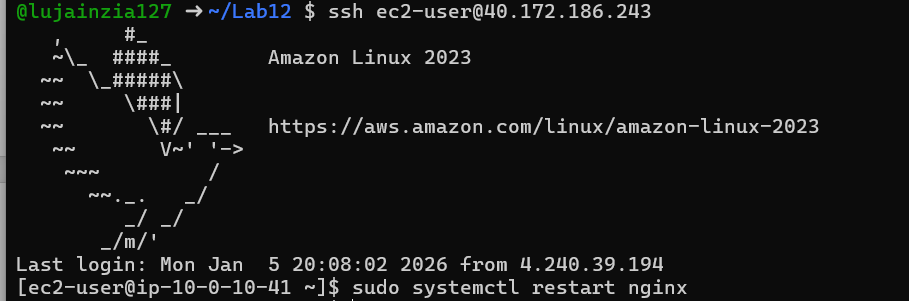 @lujainzia127 ➜ ~/Lab12 $ ssh ec2-user@40.172.186.243
   ,     #_
   ~\_  ####_        Amazon Linux 2023
  ~~  \_#####\
  ~~     \###|
  ~~       \#/ ___   https://aws.amazon.com/linux/amazon-linux-2023
   ~~       V~' '->
    ~~~         /
      ~~._.   _/
         _/ _/
       _/m/'
Last login: Mon Jan  5 20:08:02 2026 from 4.240.39.194
[ec2-user@ip-10-0-10-41 ~]$ sudo systemctl restart nginx